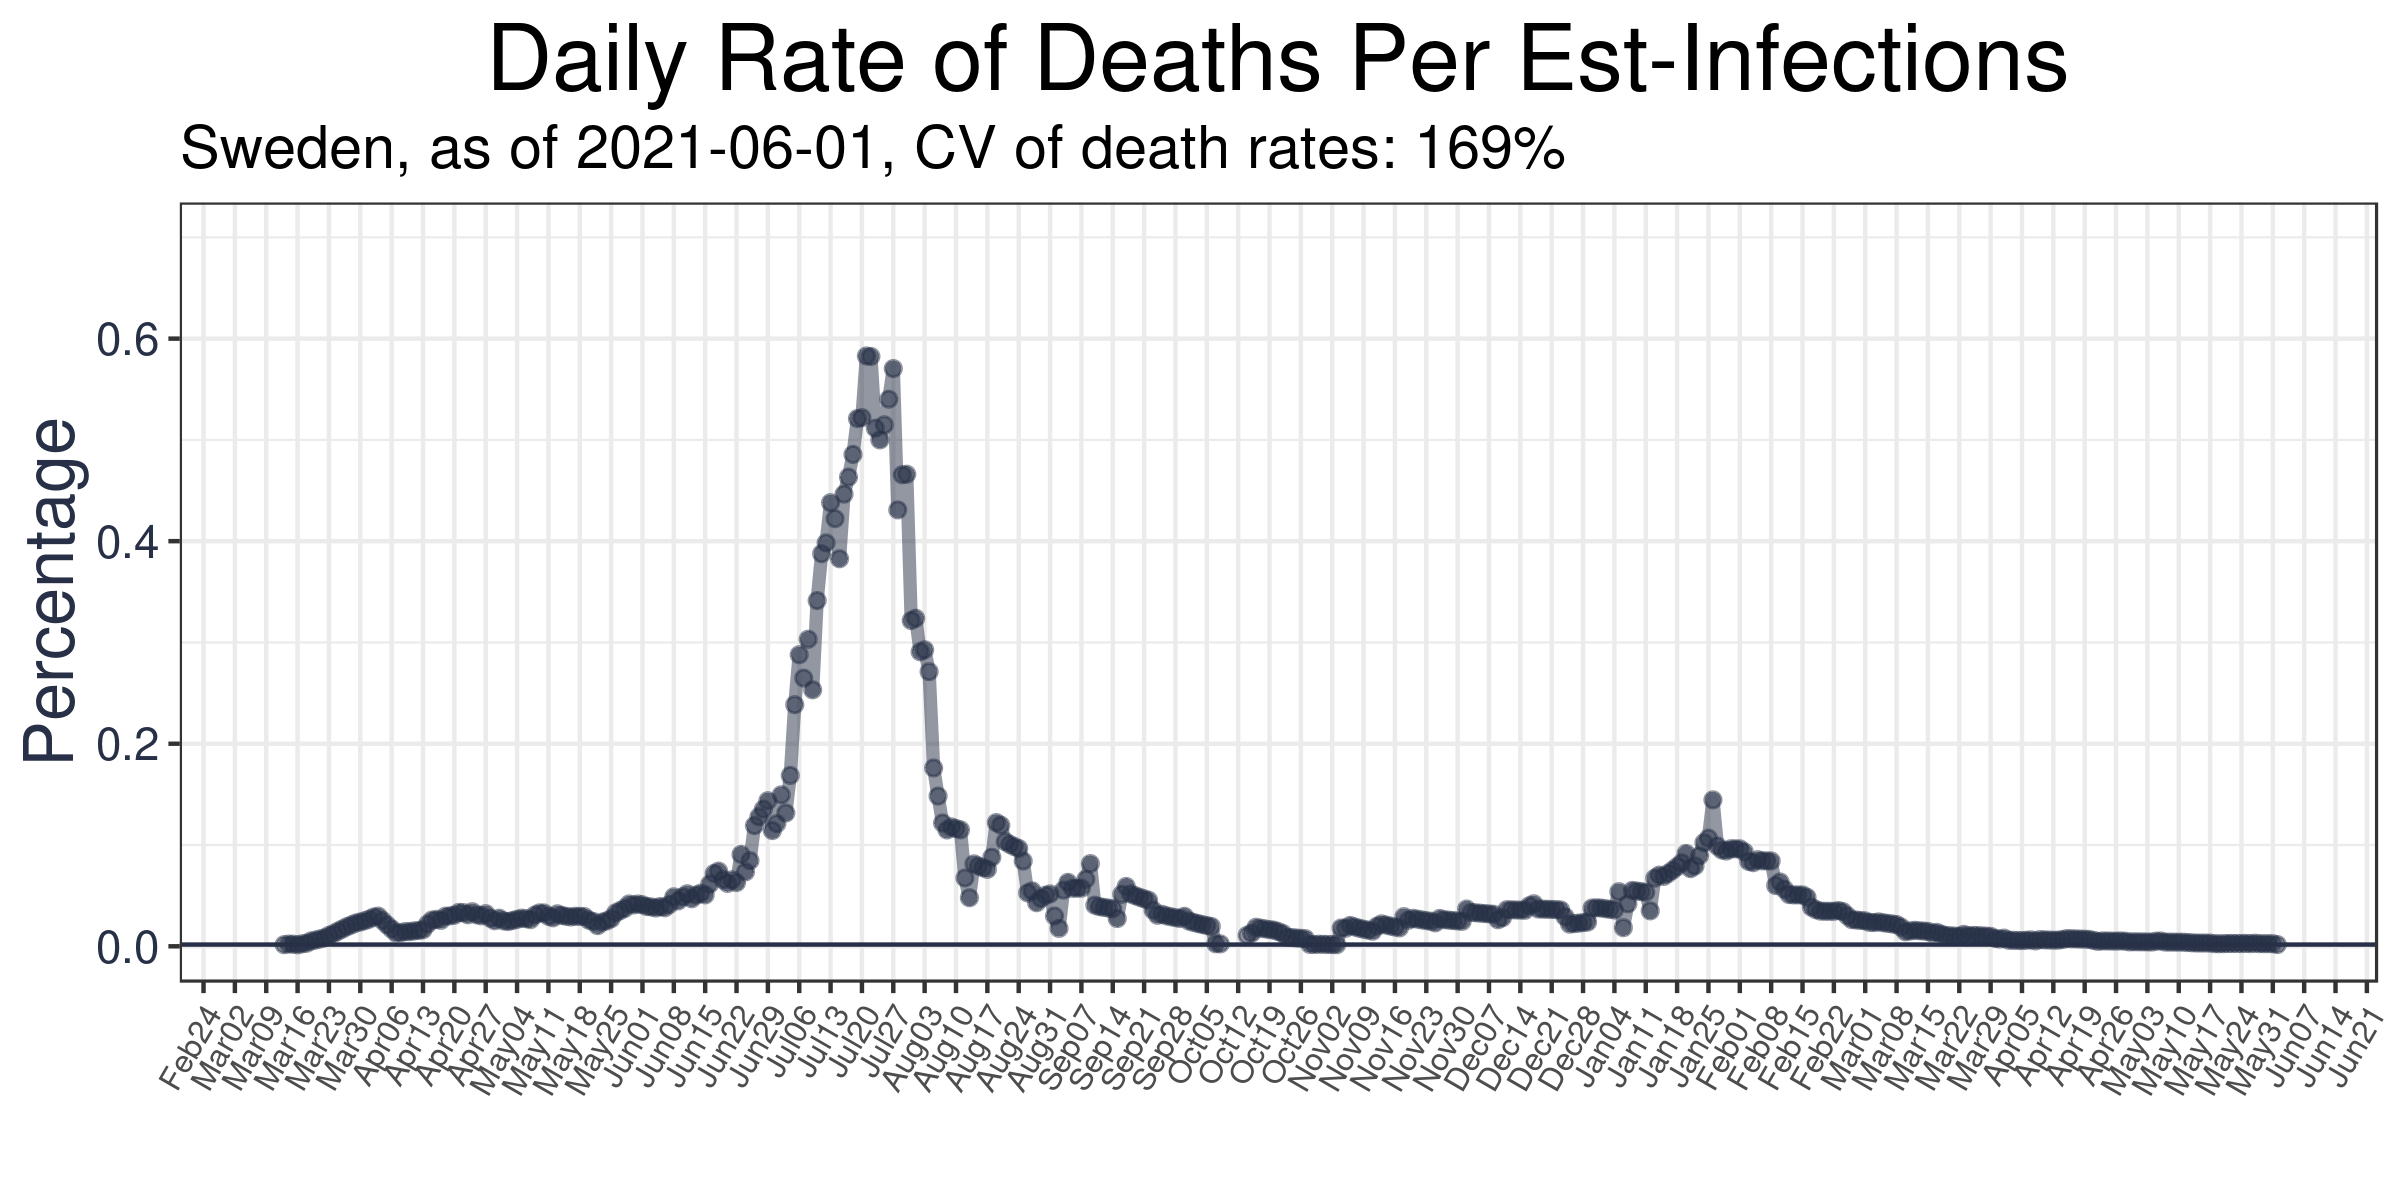 Daily Rate of Deaths Per Est-Infections
Sweden, as of 2021-06-01, CV of death rates: 169%
Percentage
0.6
0.4
0.2
0.0
Feb24
Mar02
Mar09
Mar16
Mar23
Mar30
Apr06
Apr13
Apr20
Apr27
May04
May11
May18
May25
Jun01
Jun08
Jun15
Jun22
Jun29
Jul06
Jul13
Jul20
Jul27
Aug03
Aug10
Aug17
Aug24
Aug31
Sep07
Sep14
Sep21
Sep28
Oct05
Oct12
Oct19
Oct26
Nov02
Nov09
Nov16
Nov23
Nov30
Dec07
Dec14
Dec21
Dec28
Jan04
Jan11
Jan18
Jan25
Feb01
Feb08
Feb15
Feb22
Mar01
Mar08
Mar15
Mar22
Mar29
Apr05
Apr12
Apr19
Apr26
May03
May10
May17
May24
May31
Jun07
Jun14
Jun21